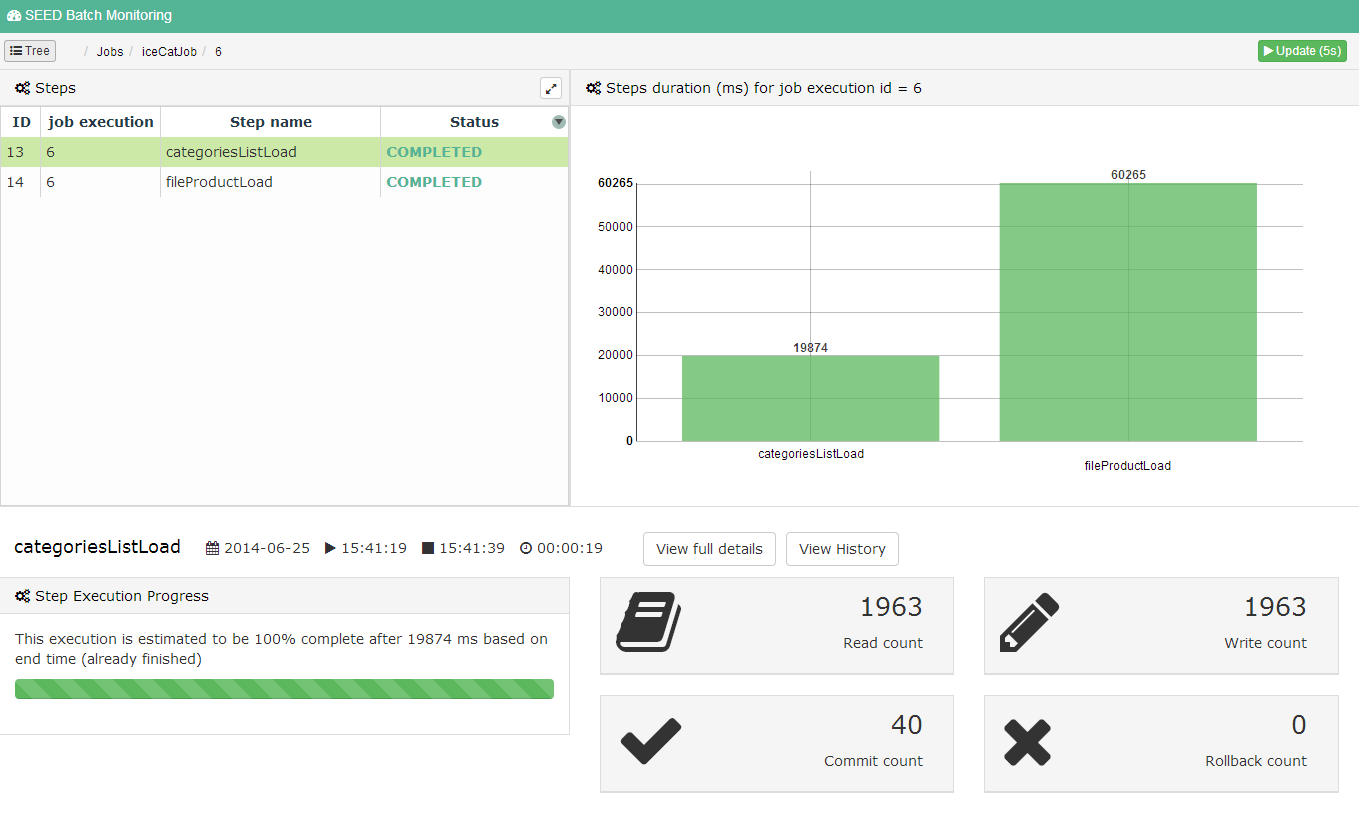 SEED Batch Monitoring
Tree / Jobs / iceCatJob / 6
Update (5s)
Steps
ID job execution Step name Status
13 6 categoriesListLoad COMPLETED
14 6 fileProductLoad COMPLETED
Steps duration (ms) for job execution id = 6
60265
50000
40000
30000
20000
10000
0
19874
60265
categoriesListLoad
fileProductLoad
categoriesListLoad 2014-06-25 15:41:19 15:41:39 00:00:19 View full details View History
Step Execution Progress
This execution is estimated to be 100% complete after 19874 ms based on
end time (already finished)
1963
Read count
1963
Write count
40
Commit count
0
Rollback count